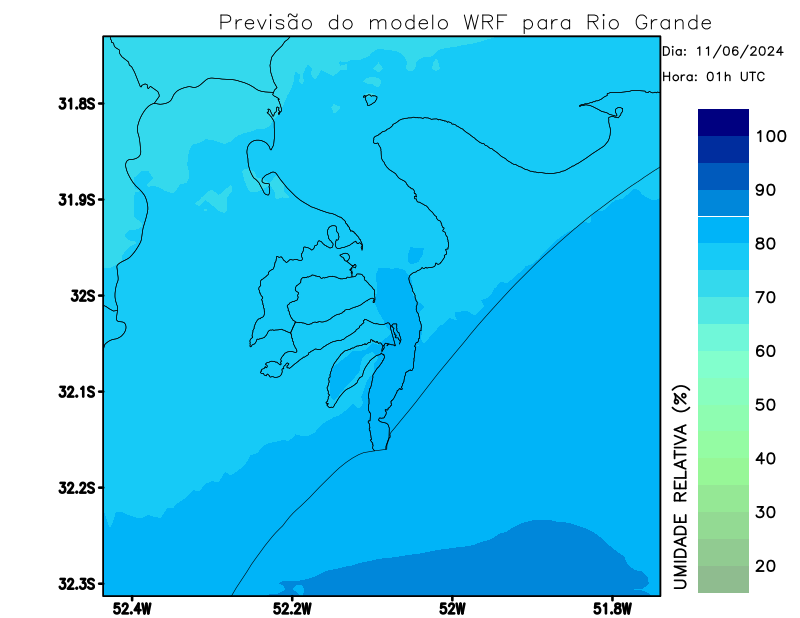 Previsão do modelo WRF para Rio Grande
Dia: 11/06/2024
Hora: 01h UTC
31.8S
31.9S
32S
32.1S
32.2S
32.3S
52.4W 52.2W 52W 51.8W
100
90
80
70
60
50
40
30
20
UMIDADE RELATIVA (%)